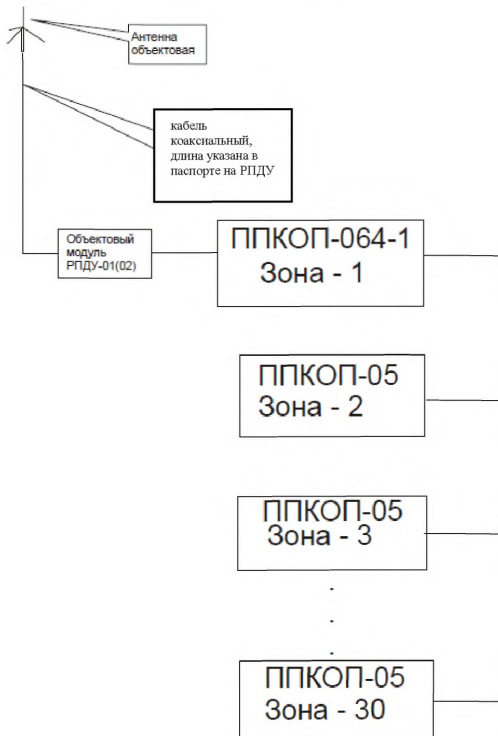 Антенна
объектовая
кабель
коаксиальный,
длина указана в
паспорте на РПДУ
Объектовый
модуль
РПДУ-01(02)
ППКОП-064-1
Зона - 1
ППКОП-05
Зона - 2
ППКОП-05
Зона - 3
ППКОП-05
Зона - 30